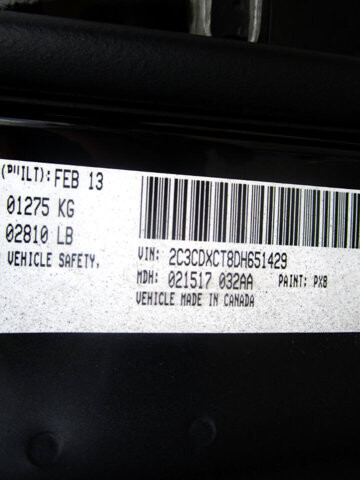 (BUILT): FEB 13
01275 KG
02810 LB
VEHICLE SAFETY,
VIN: 2C3CDXCT8DH651429
MDH: 021517 032AA PAINT: PX8
VEHICLE MADE IN CANADA